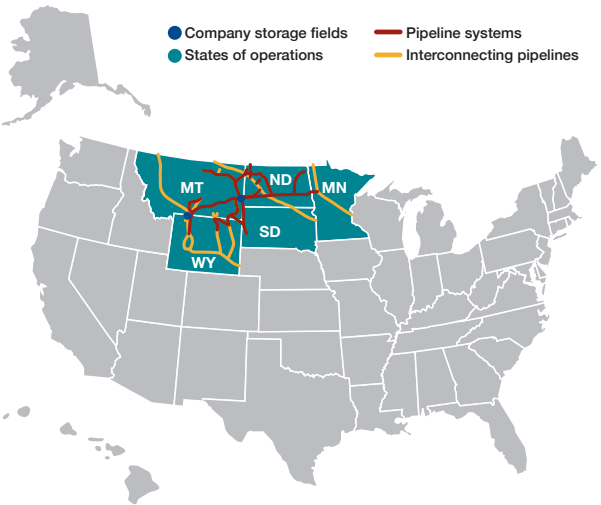 Company storage fields
Pipeline systems
States of operations
Interconnecting pipelines
MT
ND
MN
SD
WY